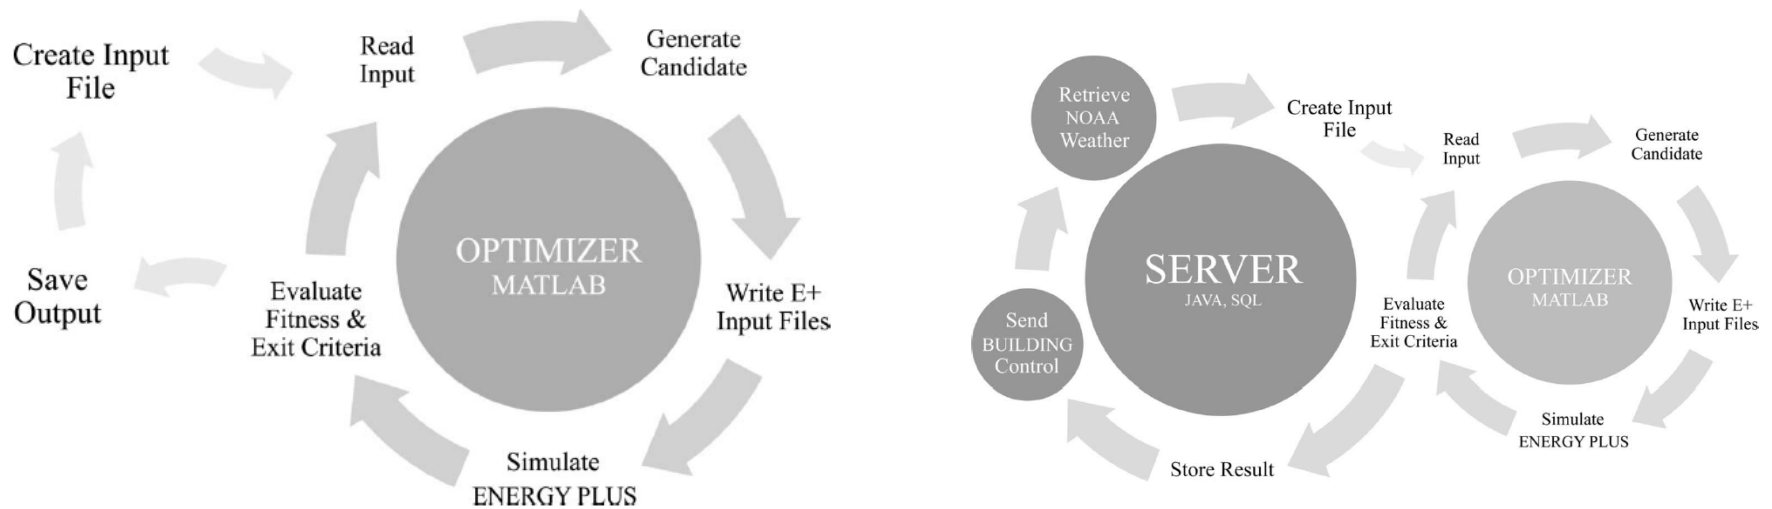 Create Input
File
Read
Input
Generate
Candidate
OPTIMIZER
MATLAB
Write E+
Input Files
Simulate
ENERGY PLUS
Evaluate
Fitness &
Exit Criteria
Save
Output
Retrieve
NOAA
Weather
Create Input
File
Read
Input
Generate
Candidate
SERVER
JAVA, SQL
OPTIMIZER
MATLAB
Write E+
Input Files
Simulate
ENERGY PLUS
Evaluate
Fitness &
Exit Criteria
Store Result
Send
BUILDING
Control